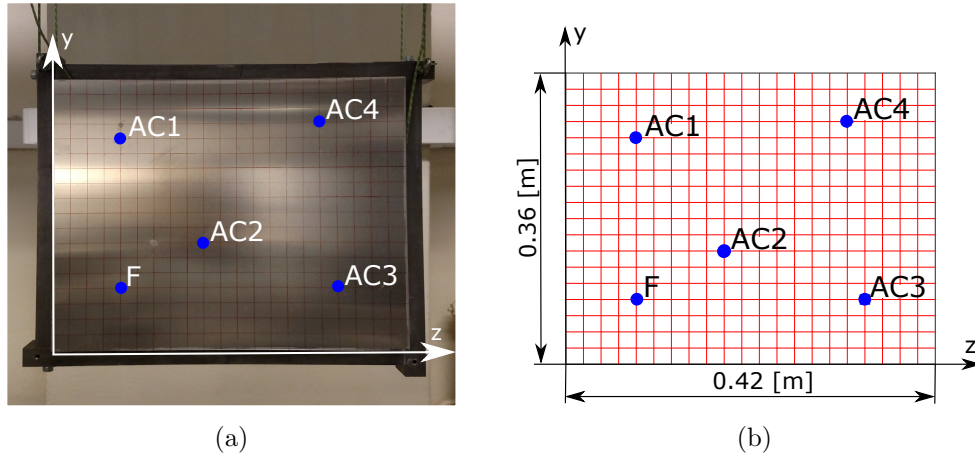 y
AC1
AC4
AC2
F
AC3
z
(a)
y
AC1
AC4
AC2
F
AC3
z
0.36 [m]
0.42 [m]
(b)